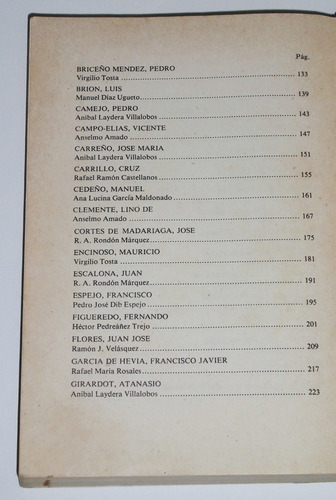 Pág.
BRICEÑO MENDEZ, PEDRO
Virgilio Tosta 133
BRION, LUIS
Manuel Díaz Ugueto 139
CAMEJO, PEDRO
Aníbal Laydera Villalobos 143
CAMPO-ELIAS, VICENTE
Anselmo Amado 147
CARREÑO, JOSE MARIA
Aníbal Laydera Villalobos 151
CARRILLO, CRUZ
Rafael Ramón Castellanos 155
CEDEÑO, MANUEL
Ana Lucina García Maldonado 161
CLEMENTE, LINO DE
Anselmo Amado 167
CORTES DE MADARIAGA, JOSE
R. A. Rondón Márquez 175
ENCINOSO, MAURICIO
Virgilio Tosta 181
ESCALONA, JUAN
R. A. Rondón Márquez 191
ESPEJO, FRANCISCO
Pedro José Dib Espejo 195
FIGUEREDO, FERNANDO
Héctor Pedreáñez Trejo 201
FLORES, JUAN JOSE
Ramón J. Velásquez 209
GARCIA DE HEVIA, FRANCISCO JAVIER
Rafael María Rosales 217
GIRARDOT, ATANASIO
Aníbal Laydera Villalobos 223